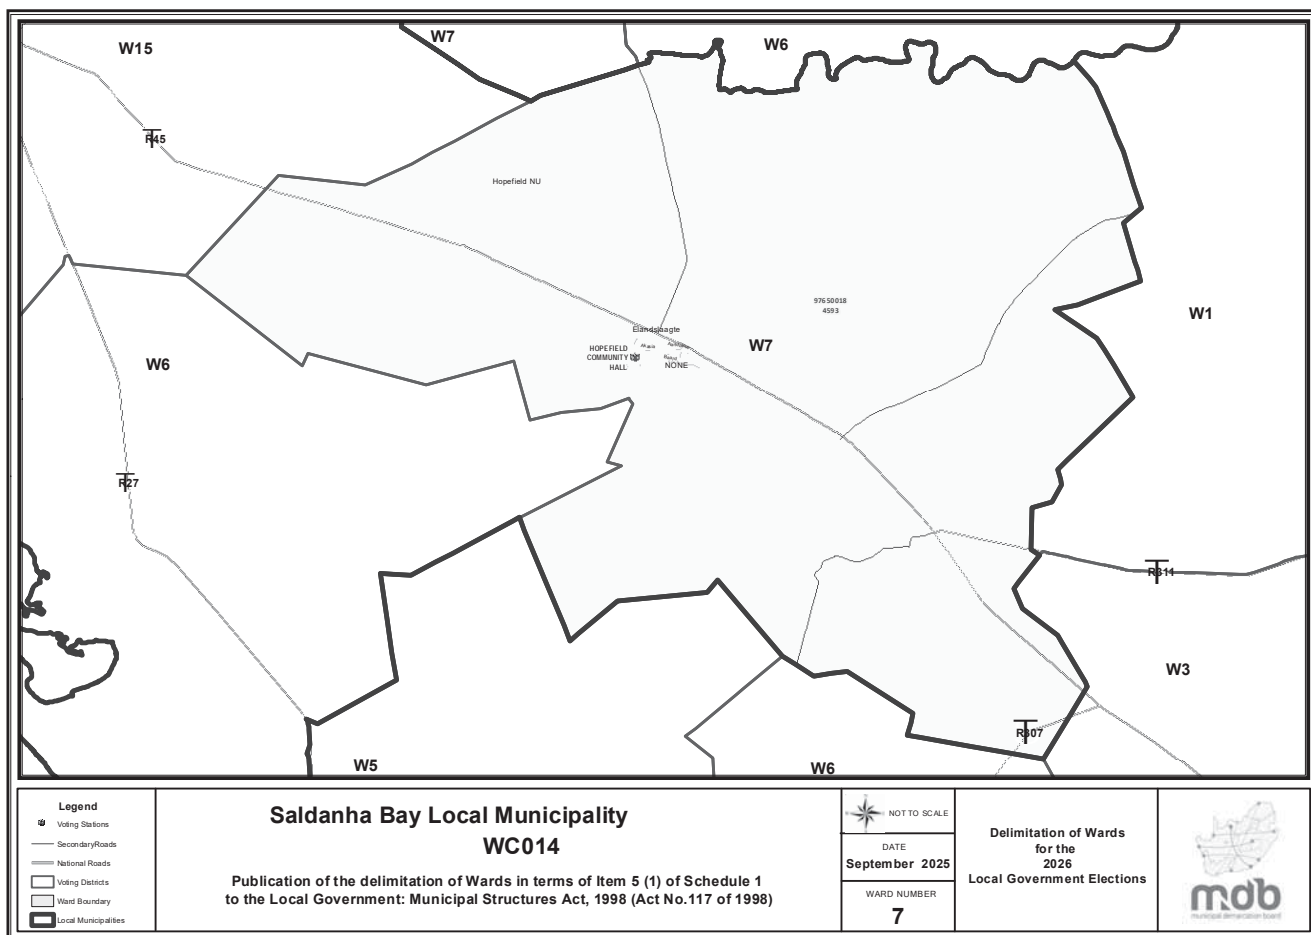 W15
W7
W6
R45
Hopefield NU
97650018
4593
W1
Elandslaagte
W7
HOPEFIELD
COMMUNITY
HALL
NONE
W6
R27
R311
W3
R307
W5
W6
Legend
Voting Stations
SecondaryRoads
National Roads
Voting Districts
Ward Boundary
Local Municipalities
Saldanha Bay Local Municipality
WC014
Publication of the delimitation of Wards in terms of Item 5 (1) of Schedule 1
to the Local Government: Municipal Structures Act, 1998 (Act No.117 of 1998)
NOT TO SCALE
DATE
September 2025
WARD NUMBER
7
Delimitation of Wards
for the
2026
Local Government Elections
mdb
municipal demarcation board